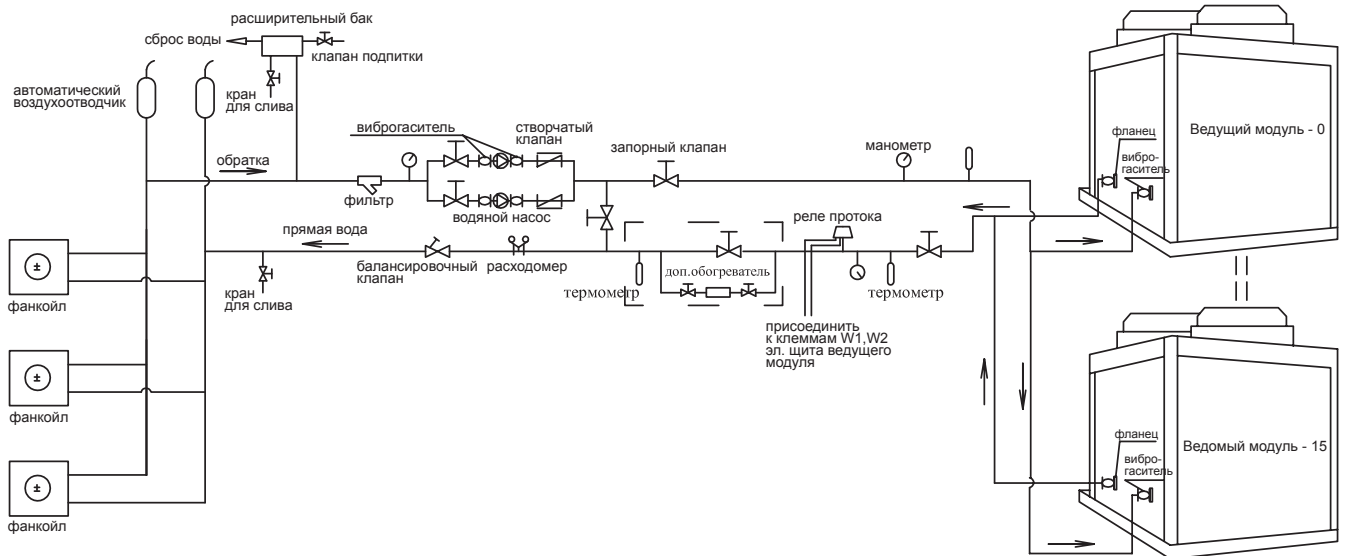 расширительный бак
сброс воды
клапан подпитки
автоматический
воздухоотводчик
кран
для слива
виброгаситель
створчатый
клапан
запорный клапан
манометр
Ведущий модуль - 0
фланец
вибро-
гаситель
обратка
фильтр
водяной насос
реле протока
прямая вода
балансировочный
клапан
расходомер
доп.обогреватель
термометр
термометр
кран
для слива
фанкойл
присоединить
к клеммам W1,W2
эл. щита ведущего
модуля
фанкойл
фланец
Ведомый модуль - 15
вибро-
гаситель
фанкойл